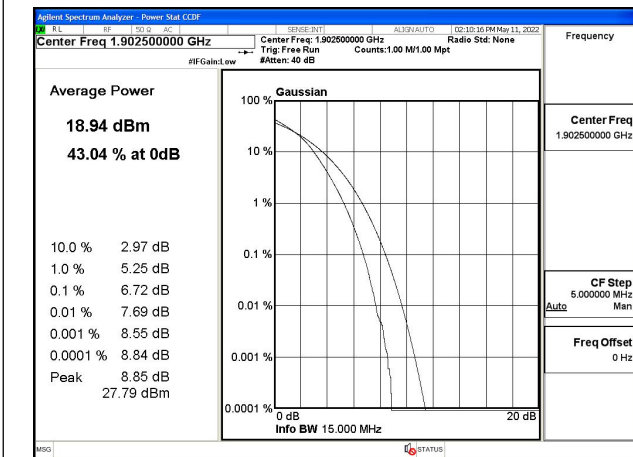 Agilent Spectrum Analyzer - Power Stat CCDF
RL RF 50 Ω AC SENSE:INT ALIGN AUTO 02:10:16 PM May 11, 2022
Center Freq 1.902500000 GHz
Center Freq: 1.902500000 GHz Radio Std: None
Trig: Free Run Counts:1.00 M/1.00 Mpt
#IFGain:Low #Atten: 40 dB
Frequency
Average Power
18.94 dBm
43.04 % at 0dB
10.0 % 2.97 dB
1.0 % 5.25 dB
0.1 % 6.72 dB
0.01 % 7.69 dB
0.001 % 8.55 dB
0.0001 % 8.84 dB
Peak 8.85 dB
27.79 dBm
Gaussian
100 %
10 %
1 %
0.1 %
0.01 %
0.001 %
0.0001 %
0 dB 20 dB
Info BW 15.000 MHz
Center Freq
1.902500000 GHz
CF Step
5.000000 MHz
Auto Man
Freq Offset
0 Hz
MSG STATUS